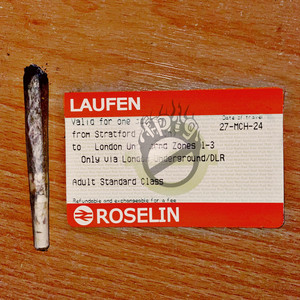 LAUFEN
Valid for one
Date of travel
from Stratford
27-MCH-24
to London Zones 1-3
Only via London Underground/DLR
Adult Standard Class
Refundable and exchangeable for a fee
ROSELIN